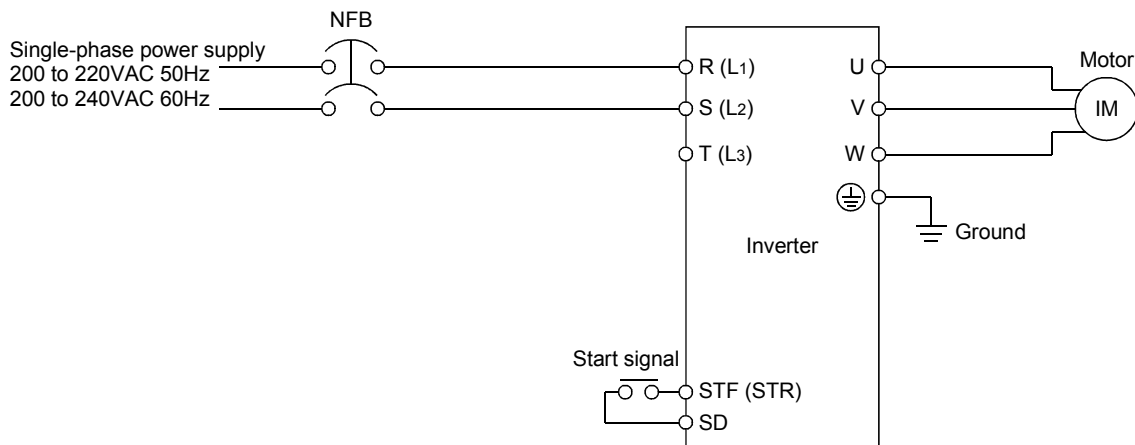 NFB
Single-phase power supply
200 to 220VAC 50Hz
200 to 240VAC 60Hz
R (L1)
S (L2)
T (L3)
U
V
W
Motor
IM
Ground
Inverter
Start signal
STF (STR)
SD